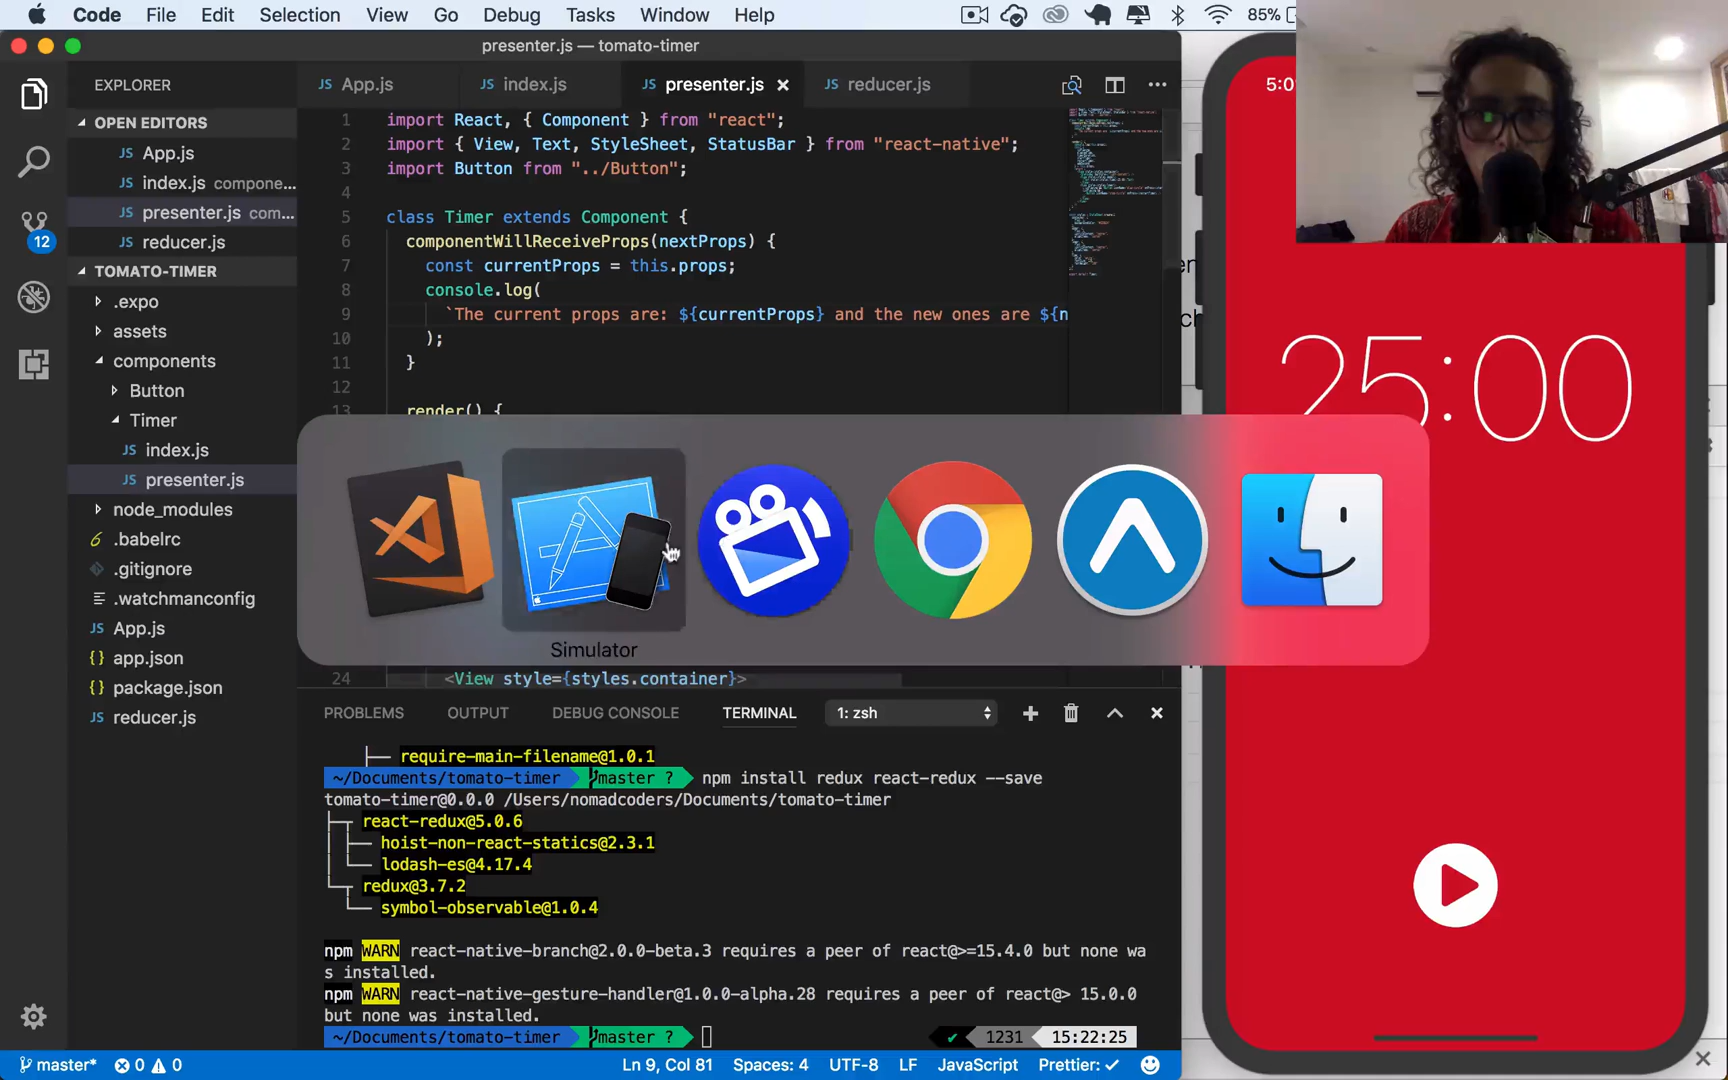 Code File Edit Selection View Go Debug Tasks Window Help 85%
presenter.js — tomato-timer
EXPLORER
OPEN EDITORS
JS App.js
JS index.js compone...
JS presenter.js com...
JS reducer.js
12
TOMATO-TIMER
.expo
assets
components
Button
Timer
JS index.js
JS presenter.js
node_modules
.babelrc
.gitignore
.watchmanconfig
JS App.js
{} app.json
{} package.json
JS reducer.js
JS App.js JS index.js JS presenter.js JS reducer.js
1 import React, { Component } from "react";
2 import { View, Text, StyleSheet, StatusBar } from "react-native";
3 import Button from "../Button";
4
5 class Timer extends Component {
6 componentWillReceiveProps(nextProps) {
7 const currentProps = this.props;
8 console.log(
9 `The current props are: ${currentProps} and the new ones are ${n
10 );
11 }
12
13 render() {
Simulator
24 <View style={styles.container}>
PROBLEMS OUTPUT DEBUG CONSOLE TERMINAL 1: zsh
require-main-filename@1.0.1
~/Documents/tomato-timer master ? npm install redux react-redux --save
tomato-timer@0.0.0 /Users/nomadcoders/Documents/tomato-timer
react-redux@5.0.6
hoist-non-react-statics@2.3.1
lodash-es@4.17.4
redux@3.7.2
symbol-observable@1.0.4
npm WARN react-native-branch@2.0.0-beta.3 requires a peer of react@>=15.4.0 but none wa
s installed.
npm WARN react-native-gesture-handler@1.0.0-alpha.28 requires a peer of react@> 15.0.0
but none was installed.
~/Documents/tomato-timer master ? 1231 15:22:25
master* 0 0 Ln 9, Col 81 Spaces: 4 UTF-8 LF JavaScript Prettier: ✓
25:00